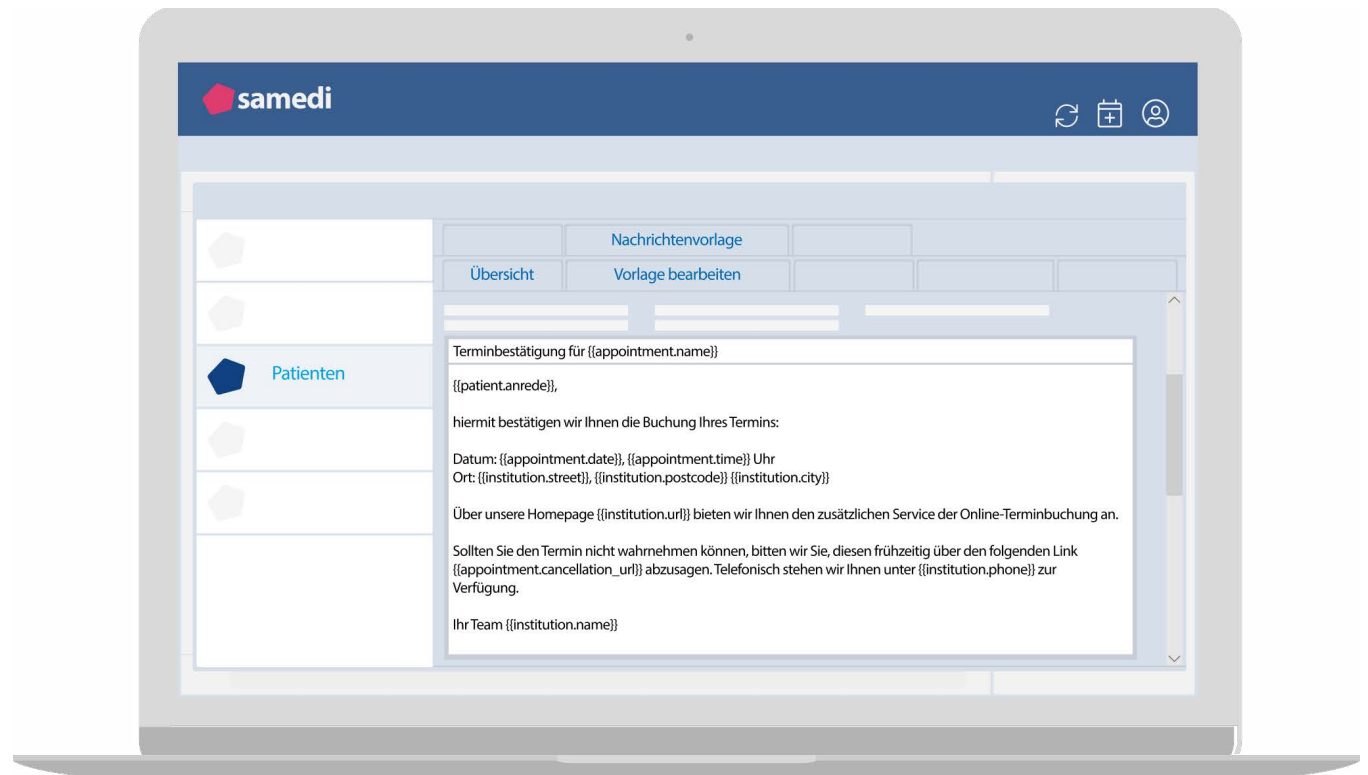 samedi
Nachrichtenvorlage
Übersicht
Vorlage bearbeiten
Patienten
Terminbestätigung für {{appointment.name}}
{{patient.anrede}},
hiermit bestätigen wir Ihnen die Buchung Ihres Termins:
Datum: {{appointment.date}}, {{appointment.time}} Uhr
Ort: {{institution.street}}, {{institution.postcode}} {{institution.city}}
Über unsere Homepage {{institution.url}} bieten wir Ihnen den zusätzlichen Service der Online-Terminbuchung an.
Sollten Sie den Termin nicht wahrnehmen können, bitten wir Sie, diesen frühzeitig über den folgenden Link
{{appointment.cancellation_url}} abzusagen. Telefonisch stehen wir Ihnen unter {{institution.phone}} zur
Verfügung.
Ihr Team {{institution.name}}